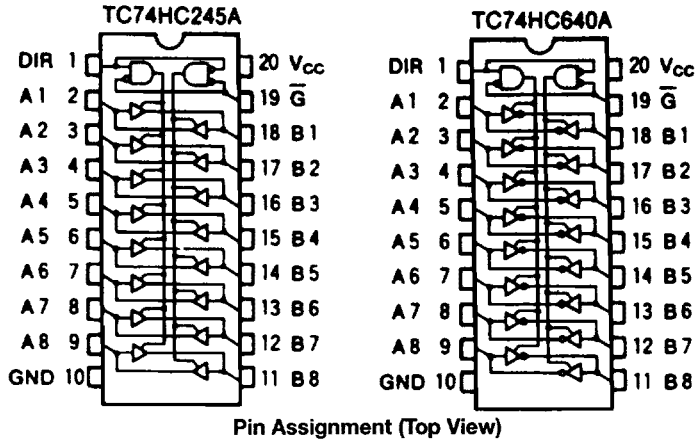 TC74HC245A
DIR 1
A1 2
A2 3
A3 4
A4 5
A5 6
A6 7
A7 8
A8 9
GND 10
20 VCC
19 G̅
18 B1
17 B2
16 B3
15 B4
14 B5
13 B6
12 B7
11 B8
TC74HC640A
DIR 1
A1 2
A2 3
A3 4
A4 5
A5 6
A6 7
A7 8
A8 9
GND 10
20 VCC
19 G̅
18 B1
17 B2
16 B3
15 B4
14 B5
13 B6
12 B7
11 B8
Pin Assignment (Top View)